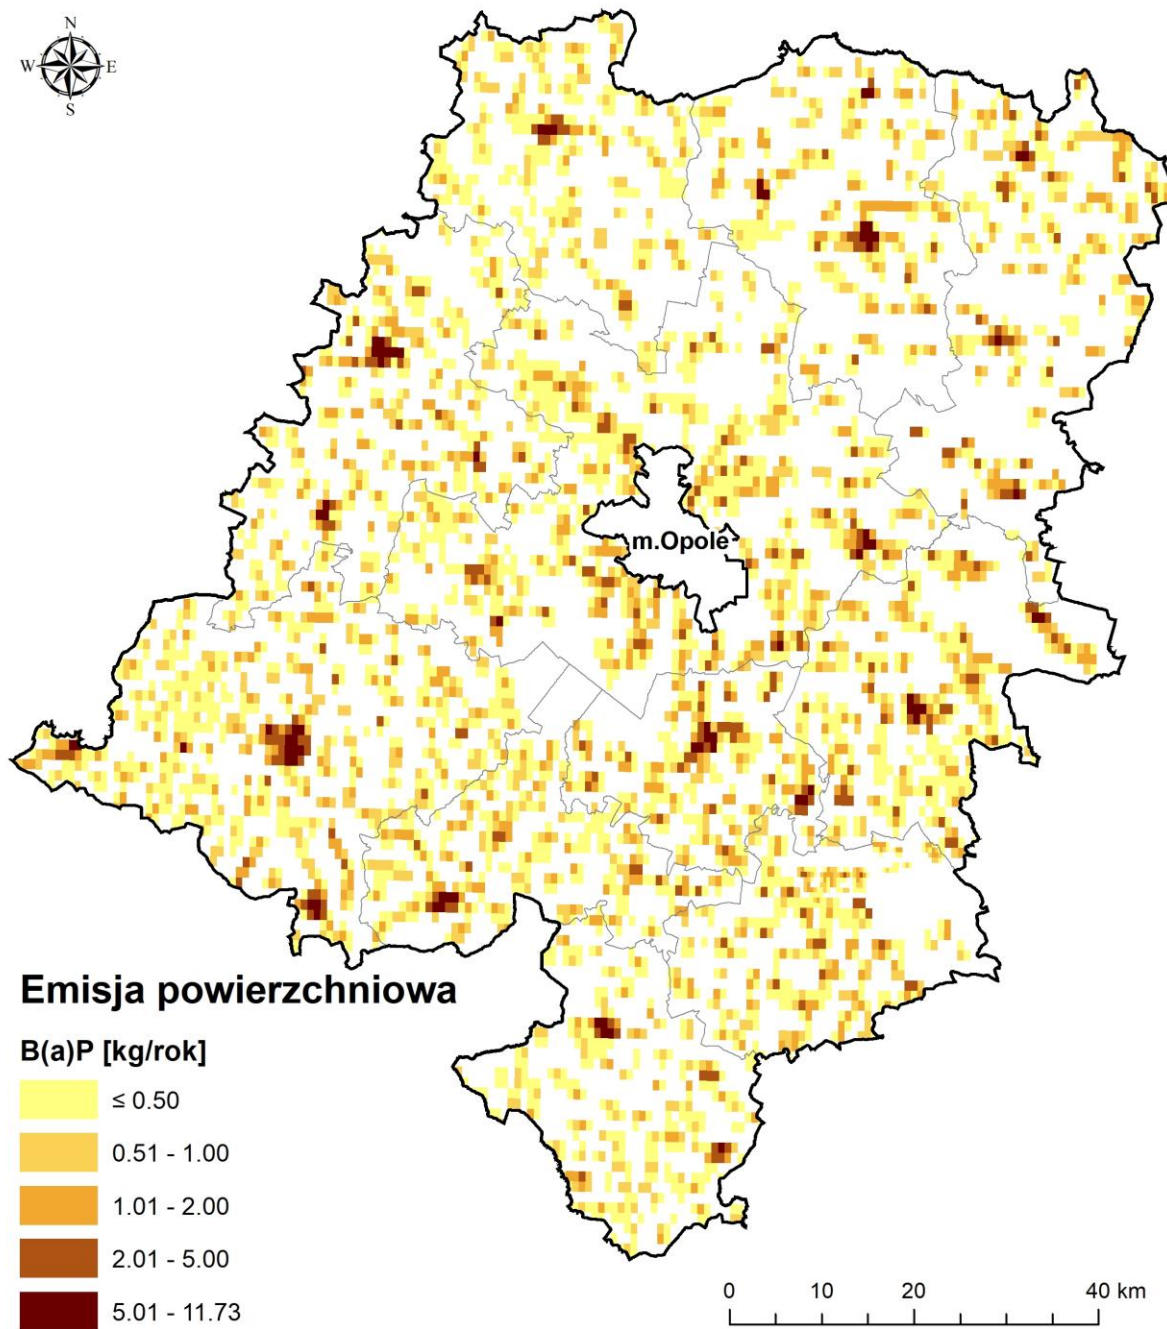 N
W E
S
m.Opole
Emisja powierzchniowa
B(a)P [kg/rok]
≤ 0.50
0.51 - 1.00
1.01 - 2.00
2.01 - 5.00
5.01 - 11.73
0 10 20 40 km